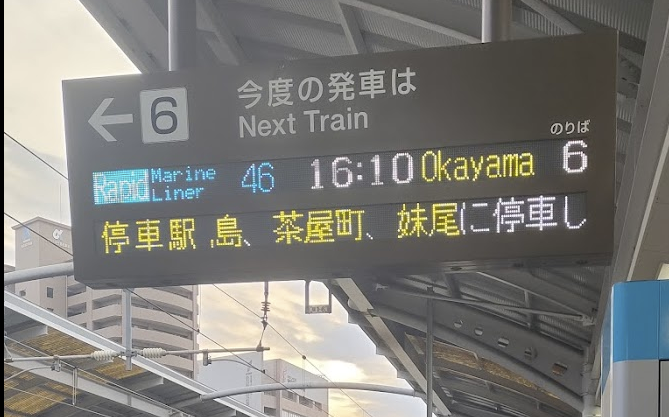 ← 6 今度の発車は
Next Train
のりば
Rapid Marine Liner 46 16:10 Okayama 6
停車駅 島、茶屋町、妹尾に停車し